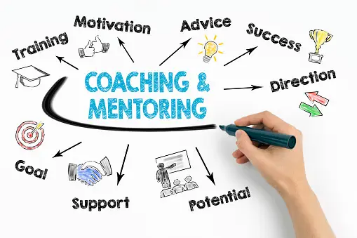 Motivation
Advice
Success
Training
COACHING &
MENTORING
Direction
Goal
Support
Potential